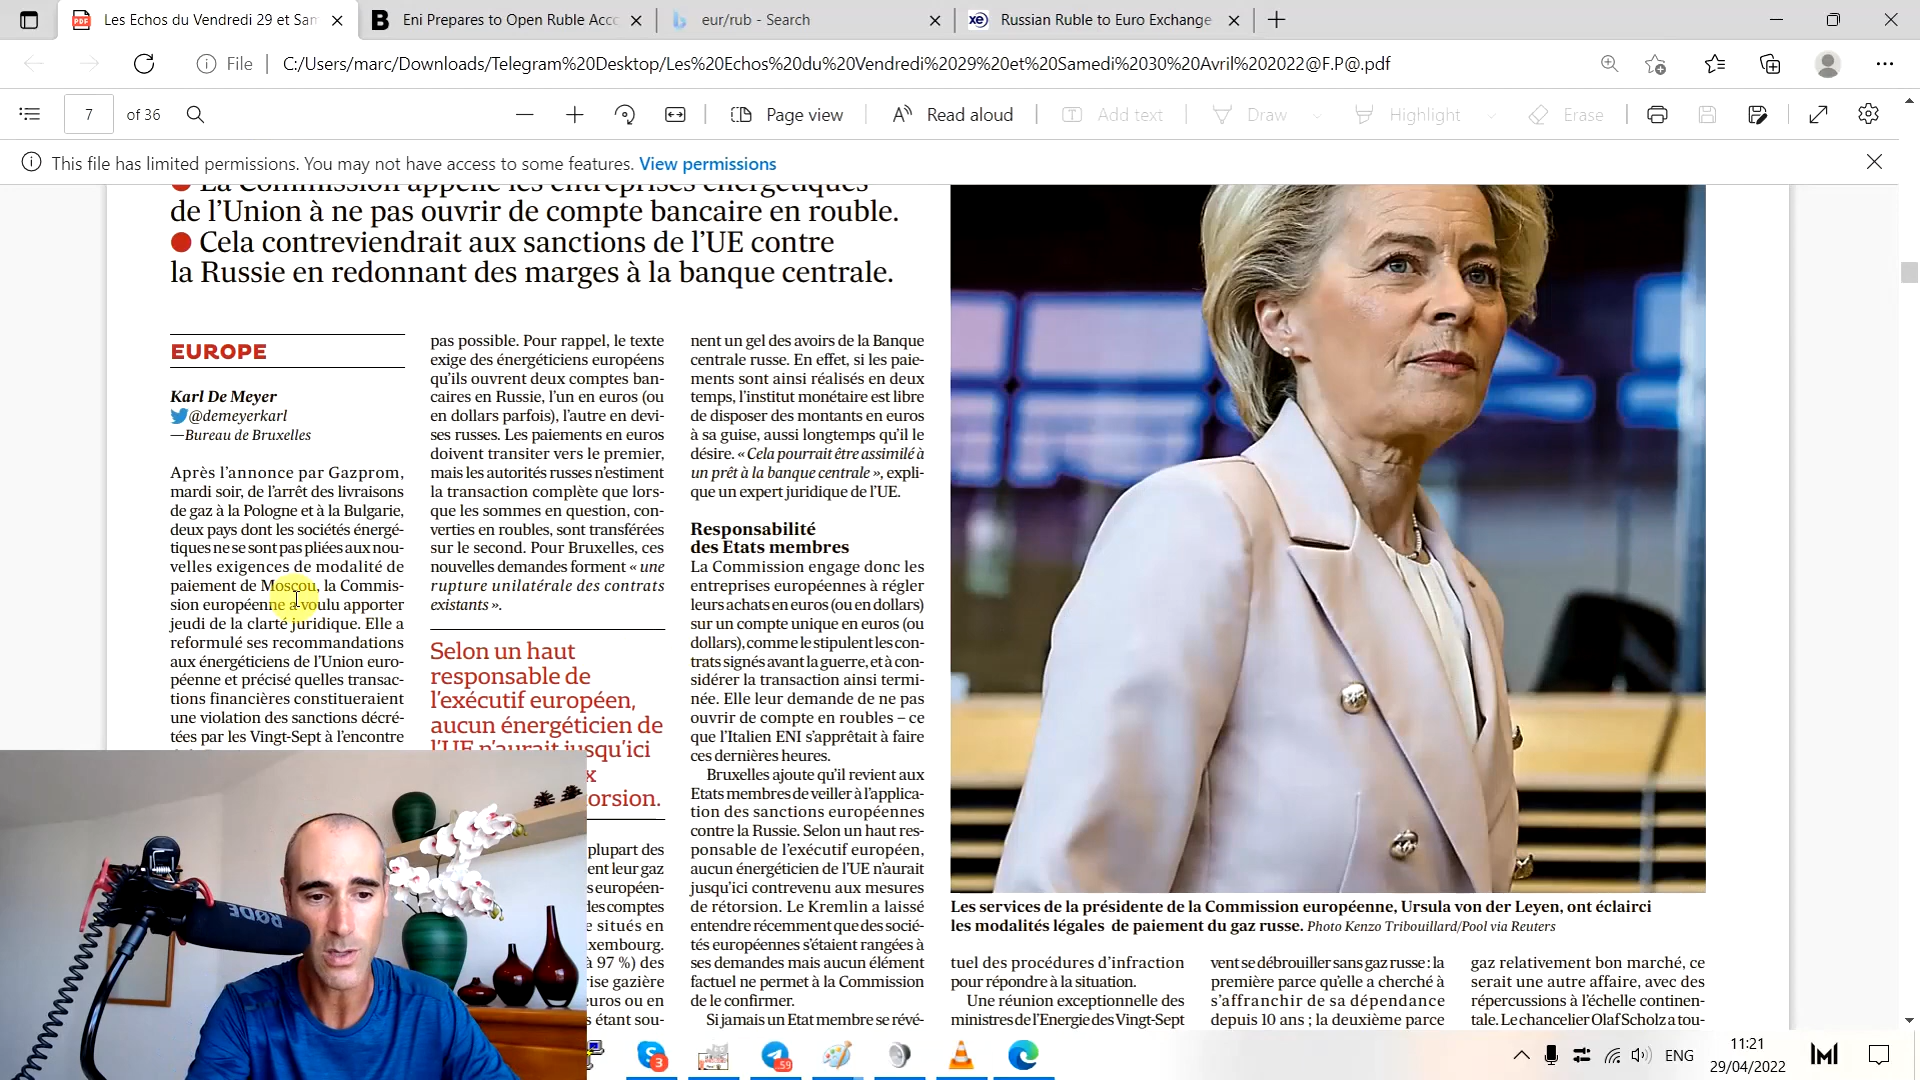 Les Echos du Vendredi 29 et Sam
Eni Prepares to Open Ruble Acco
eur/rub - Search
Russian Ruble to Euro Exchange
File
C:/Users/marc/Downloads/Telegram%20Desktop/Les%20Echos%20du%20Vendredi%2029%20et%20Samedi%2030%20Avril%202022@F.P@.pdf
7 of 36
Page view
Read aloud
Add text
Draw
Highlight
Erase
This file has limited permissions. You may not have access to some features. View permissions
● La Commission appelle les entreprises énergétiques
de l'Union à ne pas ouvrir de compte bancaire en rouble.
● Cela contreviendrait aux sanctions de l'UE contre
la Russie en redonnant des marges à la banque centrale.
EUROPE
Karl De Meyer
@demeyerkarl
—Bureau de Bruxelles
Après l'annonce par Gazprom,
mardi soir, de l'arrêt des livraisons
de gaz à la Pologne et à la Bulgarie,
deux pays dont les sociétés énergé-
tiques ne se sont pas pliées aux nou-
velles exigences de modalité de
paiement de Moscou, la Commis-
sion européenne a voulu apporter
jeudi de la clarté juridique. Elle a
reformulé ses recommandations
aux énergéticiens de l'Union euro-
péenne et précisé quelles transac-
tions financières constitueraient
une violation des sanctions décré-
tées par les Vingt-Sept à l'encontre
pas possible. Pour rappel, le texte
exige des énergéticiens européens
qu'ils ouvrent deux comptes ban-
caires en Russie, l'un en euros (ou
en dollars parfois), l'autre en devi-
ses russes. Les paiements en euros
doivent transiter vers le premier,
mais les autorités russes n'estiment
la transaction complète que lors-
que les sommes en question, con-
verties en roubles, sont transférées
sur le second. Pour Bruxelles, ces
nouvelles demandes forment « une
rupture unilatérale des contrats
existants ».
Selon un haut
responsable de
l'exécutif européen,
aucun énergéticien de
l'UE n'aurait jusqu'ici
x
orsion.
plupart des
ent leur gaz
s européen-
des comptes
e situés en
xembourg.
à 97 %) des
rise gazière
euros ou en
s étant sou-
nent un gel des avoirs de la Banque
centrale russe. En effet, si les paie-
ments sont ainsi réalisés en deux
temps, l'institut monétaire est libre
de disposer des montants en euros
à sa guise, aussi longtemps qu'il le
désire. « Cela pourrait être assimilé à
un prêt à la banque centrale », expli-
que un expert juridique de l'UE.
Responsabilité
des Etats membres
La Commission engage donc les
entreprises européennes à régler
leurs achats en euros (ou en dollars)
sur un compte unique en euros (ou
dollars), comme le stipulent les con-
trats signés avant la guerre, et à con-
sidérer la transaction ainsi termi-
née. Elle leur demande de ne pas
ouvrir de compte en roubles – ce
que l'Italien ENI s'apprêtait à faire
ces dernières heures.
Bruxelles ajoute qu'il revient aux
Etats membres de veiller à l'applica-
tion des sanctions européennes
contre la Russie. Selon un haut res-
ponsable de l'exécutif européen,
aucun énergéticien de l'UE n'aurait
jusqu'ici contrevenu aux mesures
de rétorsion. Le Kremlin a laissé
entendre récemment que des socié-
tés européennes s'étaient rangées à
ses demandes mais aucun élément
factuel ne permet à la Commission
de le confirmer.
Si jamais un Etat membre se révé-
Les services de la présidente de la Commission européenne, Ursula von der Leyen, ont éclairci
les modalités légales de paiement du gaz russe. Photo Kenzo Tribouillard/Pool via Reuters
tuel des procédures d'infraction
pour répondre à la situation.
Une réunion exceptionnelle des
ministres de l'Energie des Vingt-Sept
vent se débrouiller sans gaz russe : la
première parce qu'elle a cherché à
s'affranchir de sa dépendance
depuis 10 ans ; la deuxième parce
gaz relativement bon marché, ce
serait une autre affaire, avec des
répercussions à l'échelle continen-
tale. Le chancelier Olaf Scholz a tou-
RØDE
3
59
ENG
11:21
29/04/2022